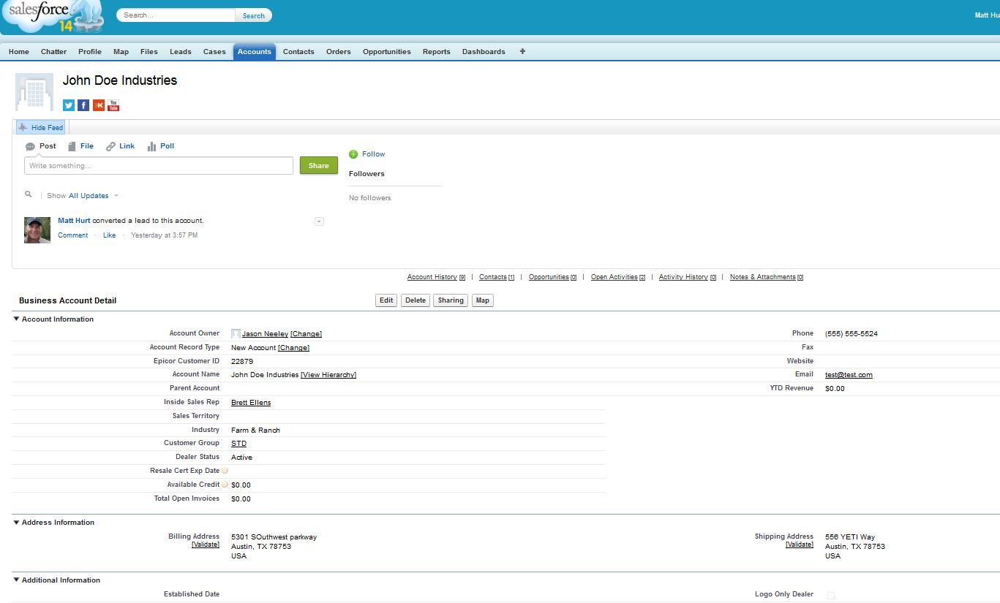 salesforce
14
Search...
Search
Matt Hu
Home Chatter Profile Map Files Leads Cases Accounts Contacts Orders Opportunities Reports Dashboards +
John Doe Industries
You
Tube
Hide Feed
Post File Link Poll
Write something...
Share
Follow
Followers
No followers.
Show All Updates
Matt Hurt converted a lead to this account.
Comment · Like · Yesterday at 3:57 PM
Account History [9] | Contacts [1] | Opportunities [0] | Open Activities [2] | Activity History [0] | Notes & Attachments [0]
Business Account Detail
Edit Delete Sharing Map
Account Information
Account Owner Jason Neeley [Change] Phone (555) 555-5524
Account Record Type New Account [Change] Fax
Epicor Customer ID 22879 Website
Account Name John Doe Industries [View Hierarchy] Email test@test.com
Parent Account YTD Revenue $0.00
Inside Sales Rep Brett Ellens
Sales Territory
Industry Farm & Ranch
Customer Group STD
Dealer Status Active
Resale Cert Exp Date
Available Credit $0.00
Total Open Invoices $0.00
Address Information
Billing Address 5301 SOuthwest parkway Shipping Address 556 YETI Way
[Validate] Austin, TX 78753 [Validate] Austin, TX 78753
USA USA
Additional Information
Established Date Logo Only Dealer